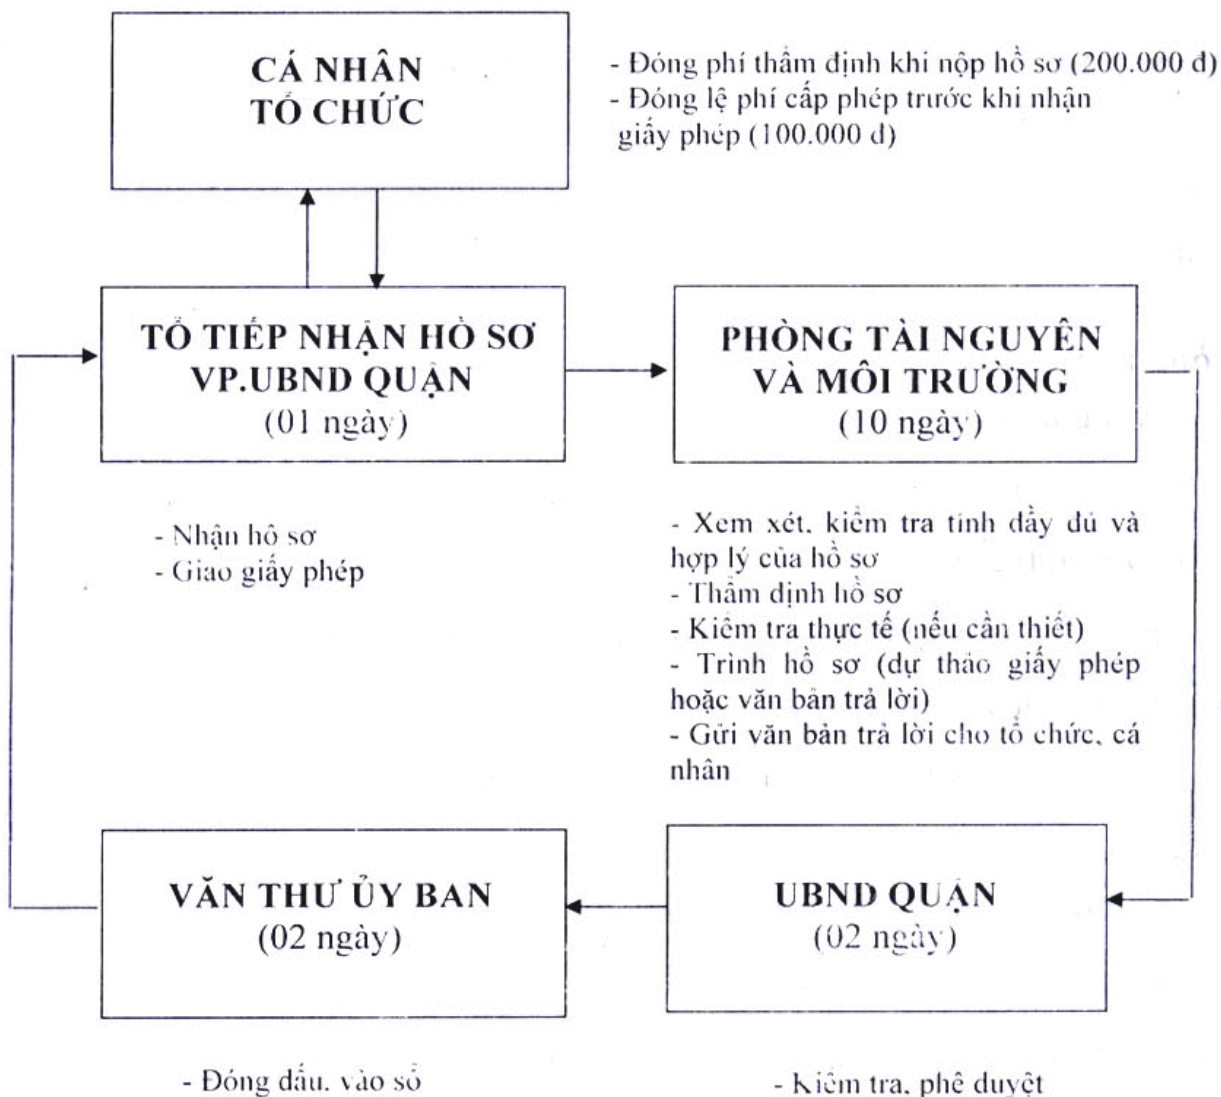 CÁ NHÂN
TỔ CHỨC
- Đóng phí thẩm định khi nộp hồ sơ (200.000 đ)
- Đóng lệ phí cấp phép trước khi nhận
giấy phép (100.000 đ)
TỔ TIẾP NHẬN HỒ SƠ
VP.UBND QUẬN
(01 ngày)
PHÒNG TÀI NGUYÊN
VÀ MÔI TRƯỜNG
(10 ngày)
- Nhận hồ sơ
- Giao giấy phép
- Xem xét, kiểm tra tính đầy đủ và
hợp lý của hồ sơ
- Thẩm định hồ sơ
- Kiểm tra thực tế (nếu cần thiết)
- Trình hồ sơ (dự thảo giấy phép
hoặc văn bản trả lời)
- Gửi văn bản trả lời cho tổ chức, cá
nhân
VĂN THƯ ỦY BAN
(02 ngày)
UBND QUẬN
(02 ngày)
- Đóng dấu, vào sổ
- Kiểm tra, phê duyệt